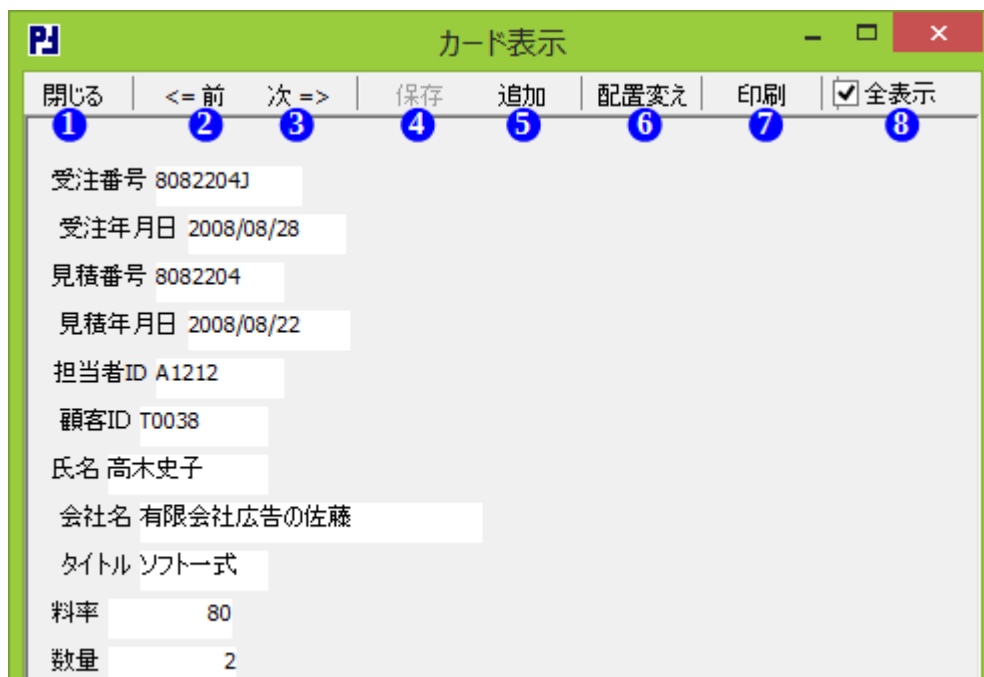 カード表示
閉じる <= 前 次 => 保存 追加 配置変え 印刷 全表示
1 2 3 4 5 6 7 8
受注番号 8082204J
受注年月日 2008/08/28
見積番号 8082204
見積年月日 2008/08/22
担当者ID A1212
顧客ID T0038
氏名 高木史子
会社名 有限会社広告の佐藤
タイトル ソフト一式
料率 80
数量 2